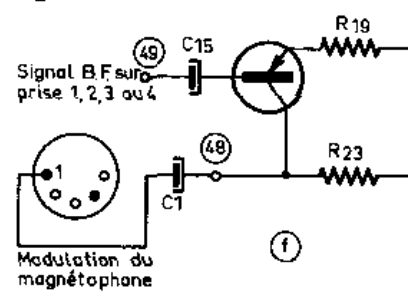 R19
C15
49
Signal B.F. sur
prise 1,2,3 ou 4
48
R23
1
C1
f
Modulation du
magnétophone